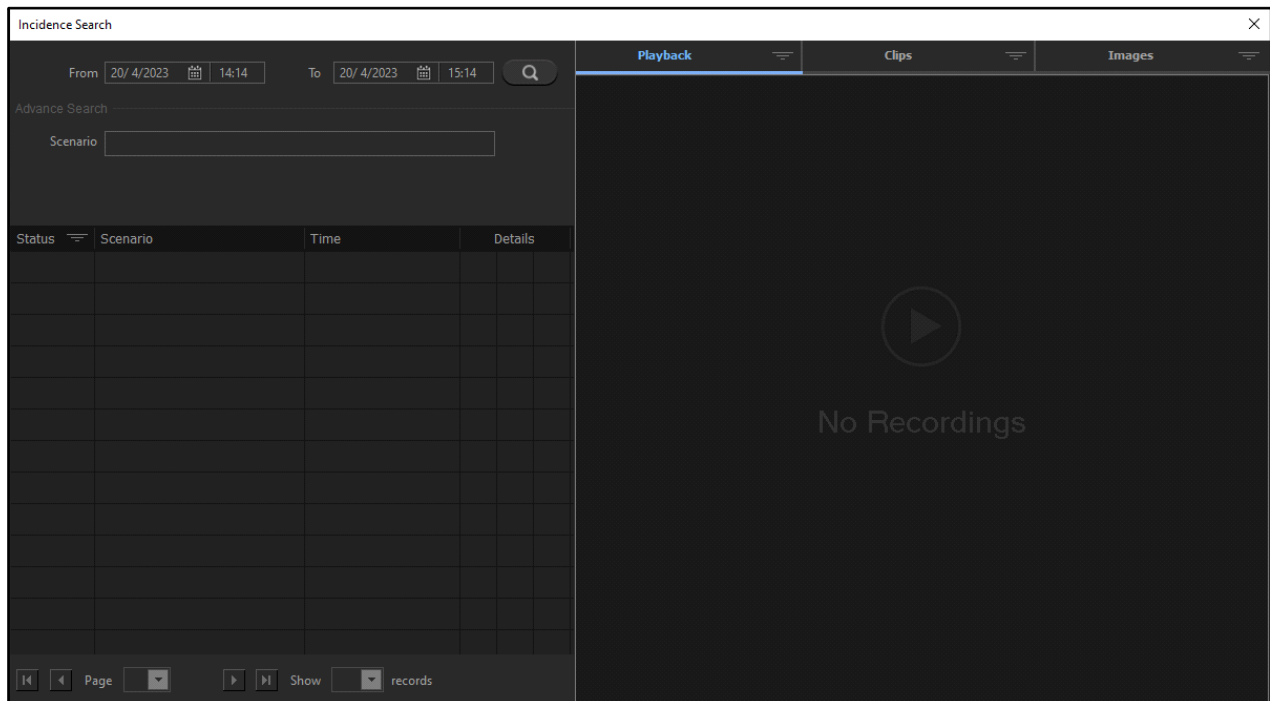 Incidence Search
From 20/ 4/2023 14:14 To 20/ 4/2023 15:14
Advance Search
Scenario
Status Scenario Time Details
Page Show records
Playback Clips Images
No Recordings